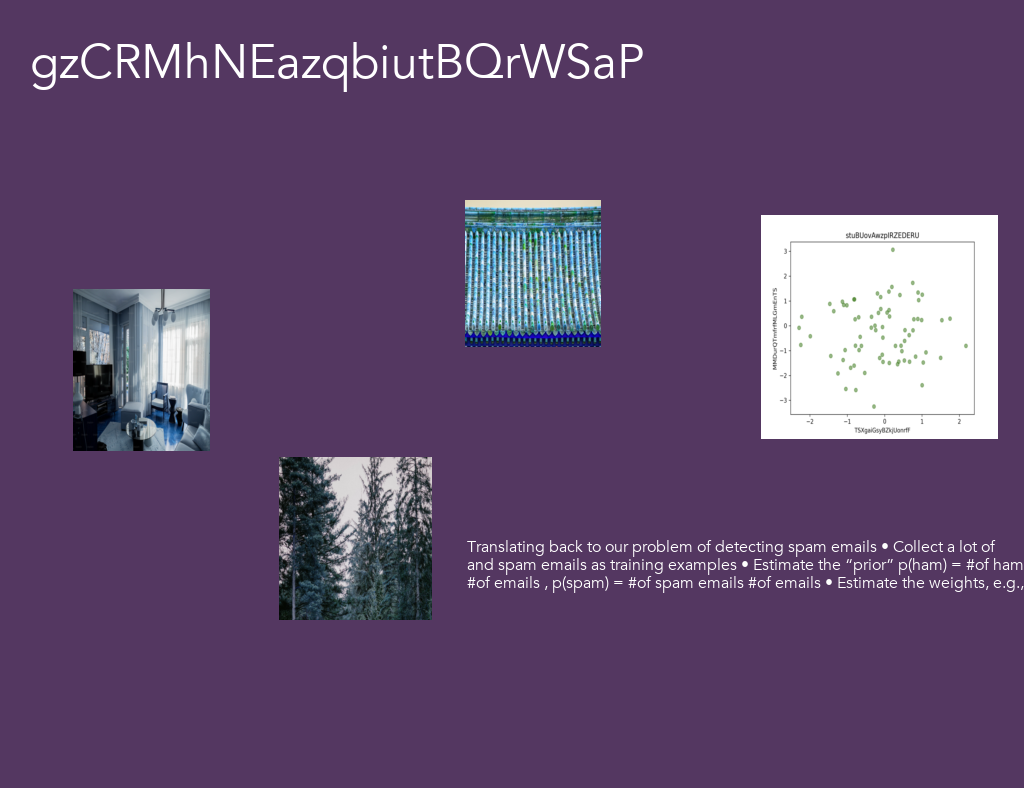 gzCRMhNEazqbiutBQrWSaP
stuBUovAwzpIRZEDERU
3
2
1
0
−1
−2
−3
−2 −1 0 1 2
TSXgaiGsyBZkjUonrfF
Translating back to our problem of detecting spam emails • Collect a lot of
and spam emails as training examples • Estimate the “prior” p(ham) = #of ham
#of emails , p(spam) = #of spam emails #of emails • Estimate the weights, e.g.,